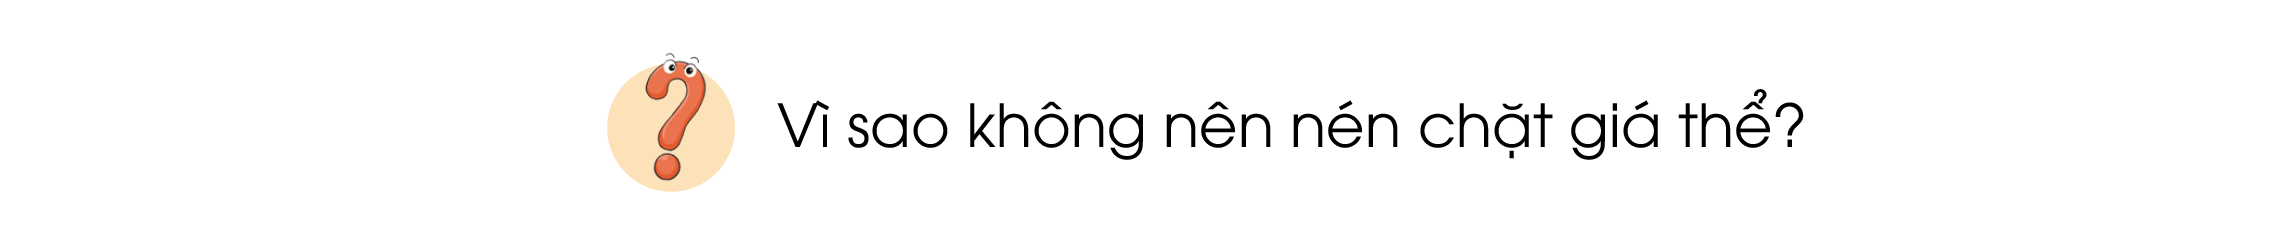 Vì sao không nên nén chặt giá thể?